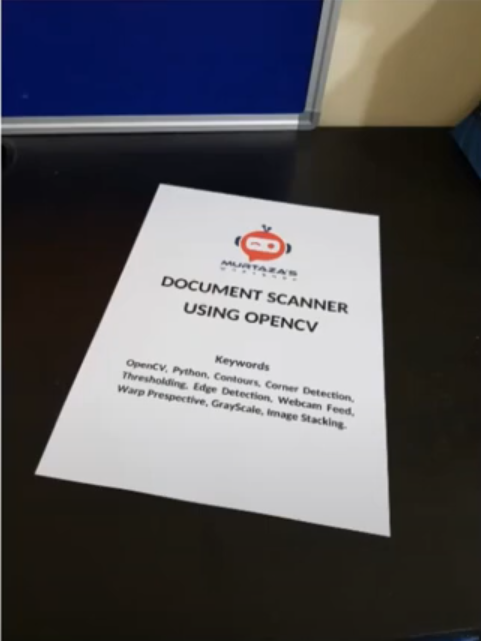 MURTAZA'S
WORKSHOP
DOCUMENT SCANNER
USING OPENCV
Keywords
OpenCV, Python, Contours, Corner Detection,
Thresholding, Edge Detection, Webcam Feed,
Warp Prespective, GrayScale, Image Stacking.